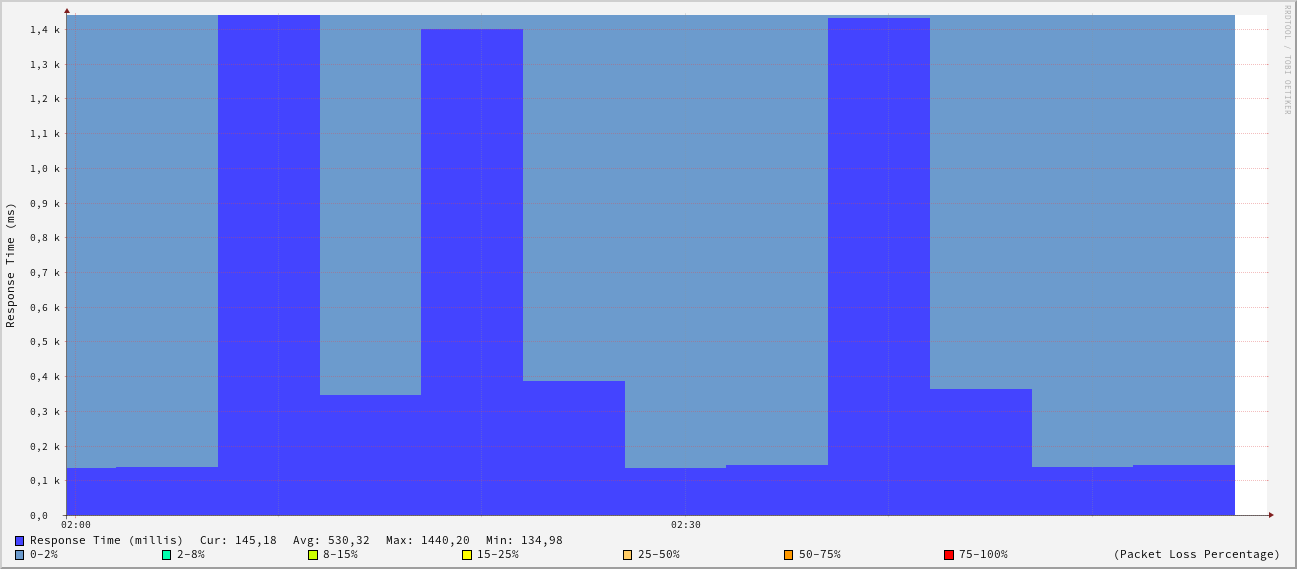 RRDTOOL / TOBI OETIKER
Response Time (ms)
1,4 k
1,3 k
1,2 k
1,1 k
1,0 k
0,9 k
0,8 k
0,7 k
0,6 k
0,5 k
0,4 k
0,3 k
0,2 k
0,1 k
0,0
02:00 02:30
Response Time (millis) Cur: 145,18 Avg: 530,32 Max: 1440,20 Min: 134,98
0-2% 2-8% 8-15% 15-25% 25-50% 50-75% 75-100% (Packet Loss Percentage)